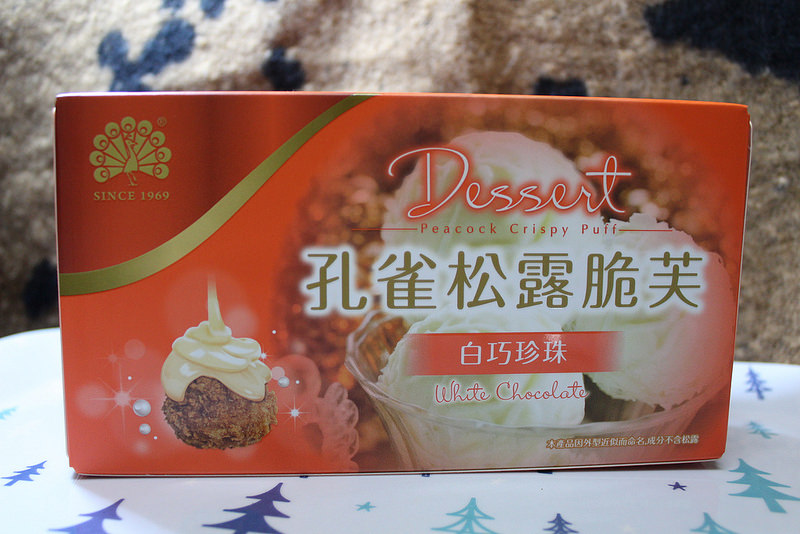 ®
SINCE 1969
Dessert
Peacock Crispy Puff
孔雀松露脆芙
白巧珍珠
White Chocolate
本產品因外型近似而命名,成分不含松露